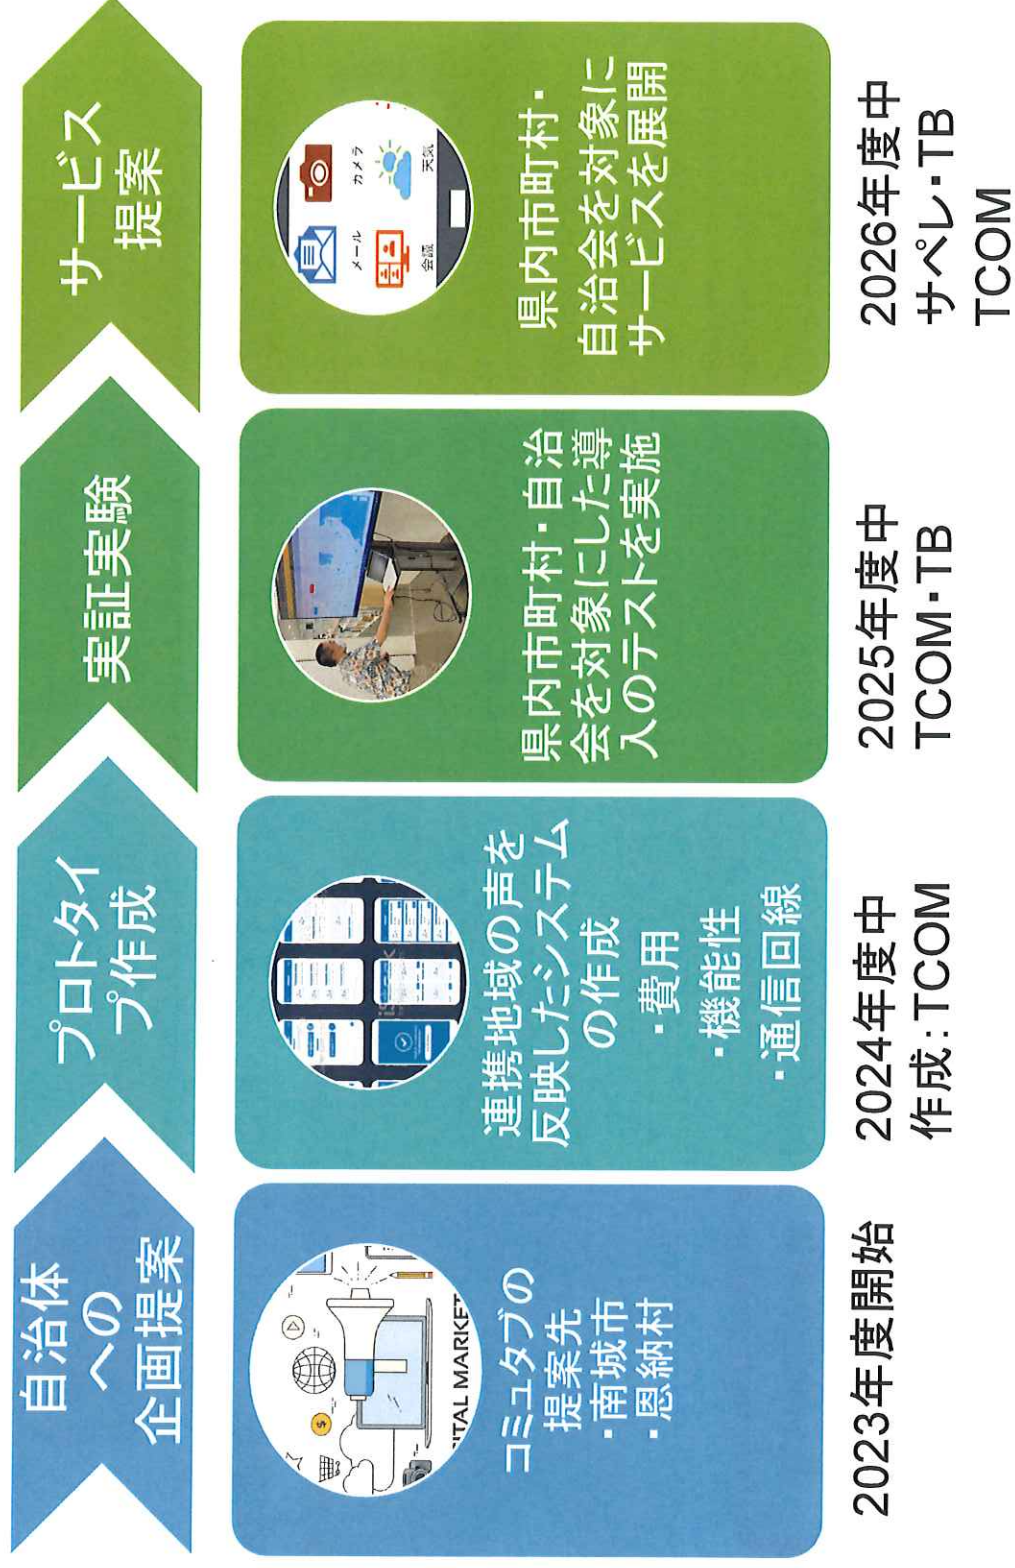 自治体
への
企画提案
プロトタイ
プ作成
実証実験
サービス
提案
ITAL MARKET
コミュタブの
提案先
・南城市
・恩納村
連携地域の声を
反映したシステム
の作成
・費用
・機能性
・通信回線
県内市町村・自治
会を対象にした導
入のテストを実施
メール
カメラ
会議
天気
県内市町村・
自治会を対象に
サービスを展開
2023年度開始
2024年度中
作成:TCOM
2025年度中
TCOM・TB
2026年度中
サペレ・TB
TCOM